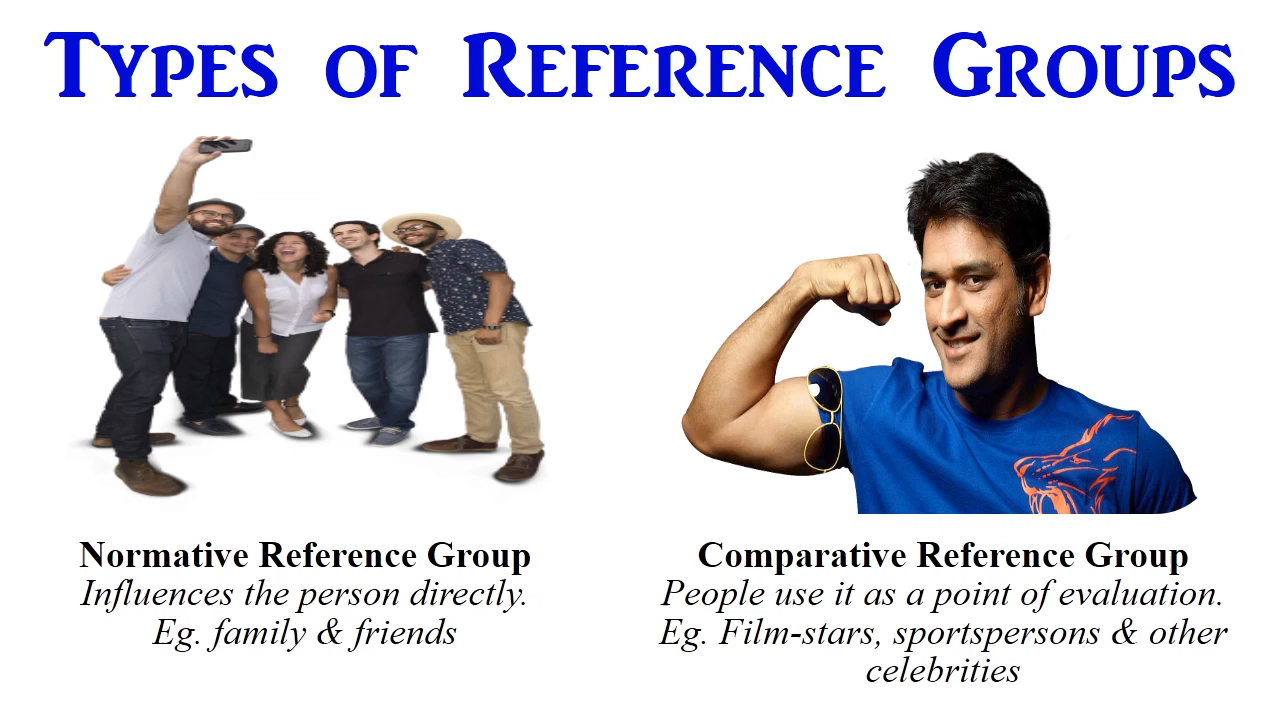 Types of Reference Groups
Normative Reference Group
Influences the person directly.
Eg. family & friends
Comparative Reference Group
People use it as a point of evaluation.
Eg. Film-stars, sportspersons & other
celebrities